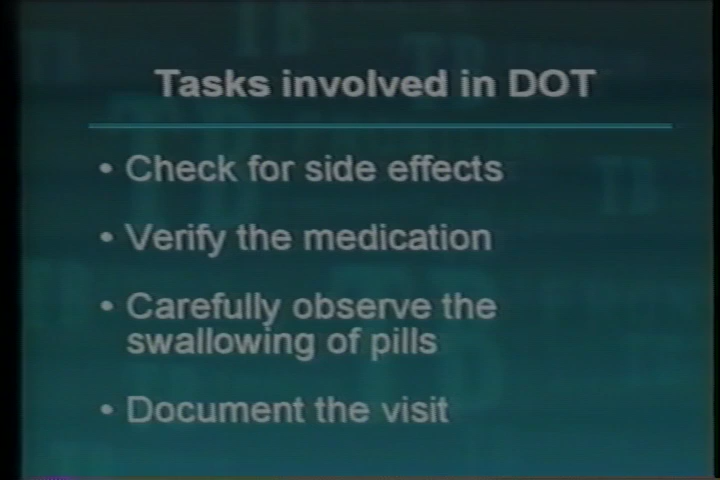 Tasks involved in DOT
• Check for side effects
• Verify the medication
• Carefully observe the
swallowing of pills
• Document the visit